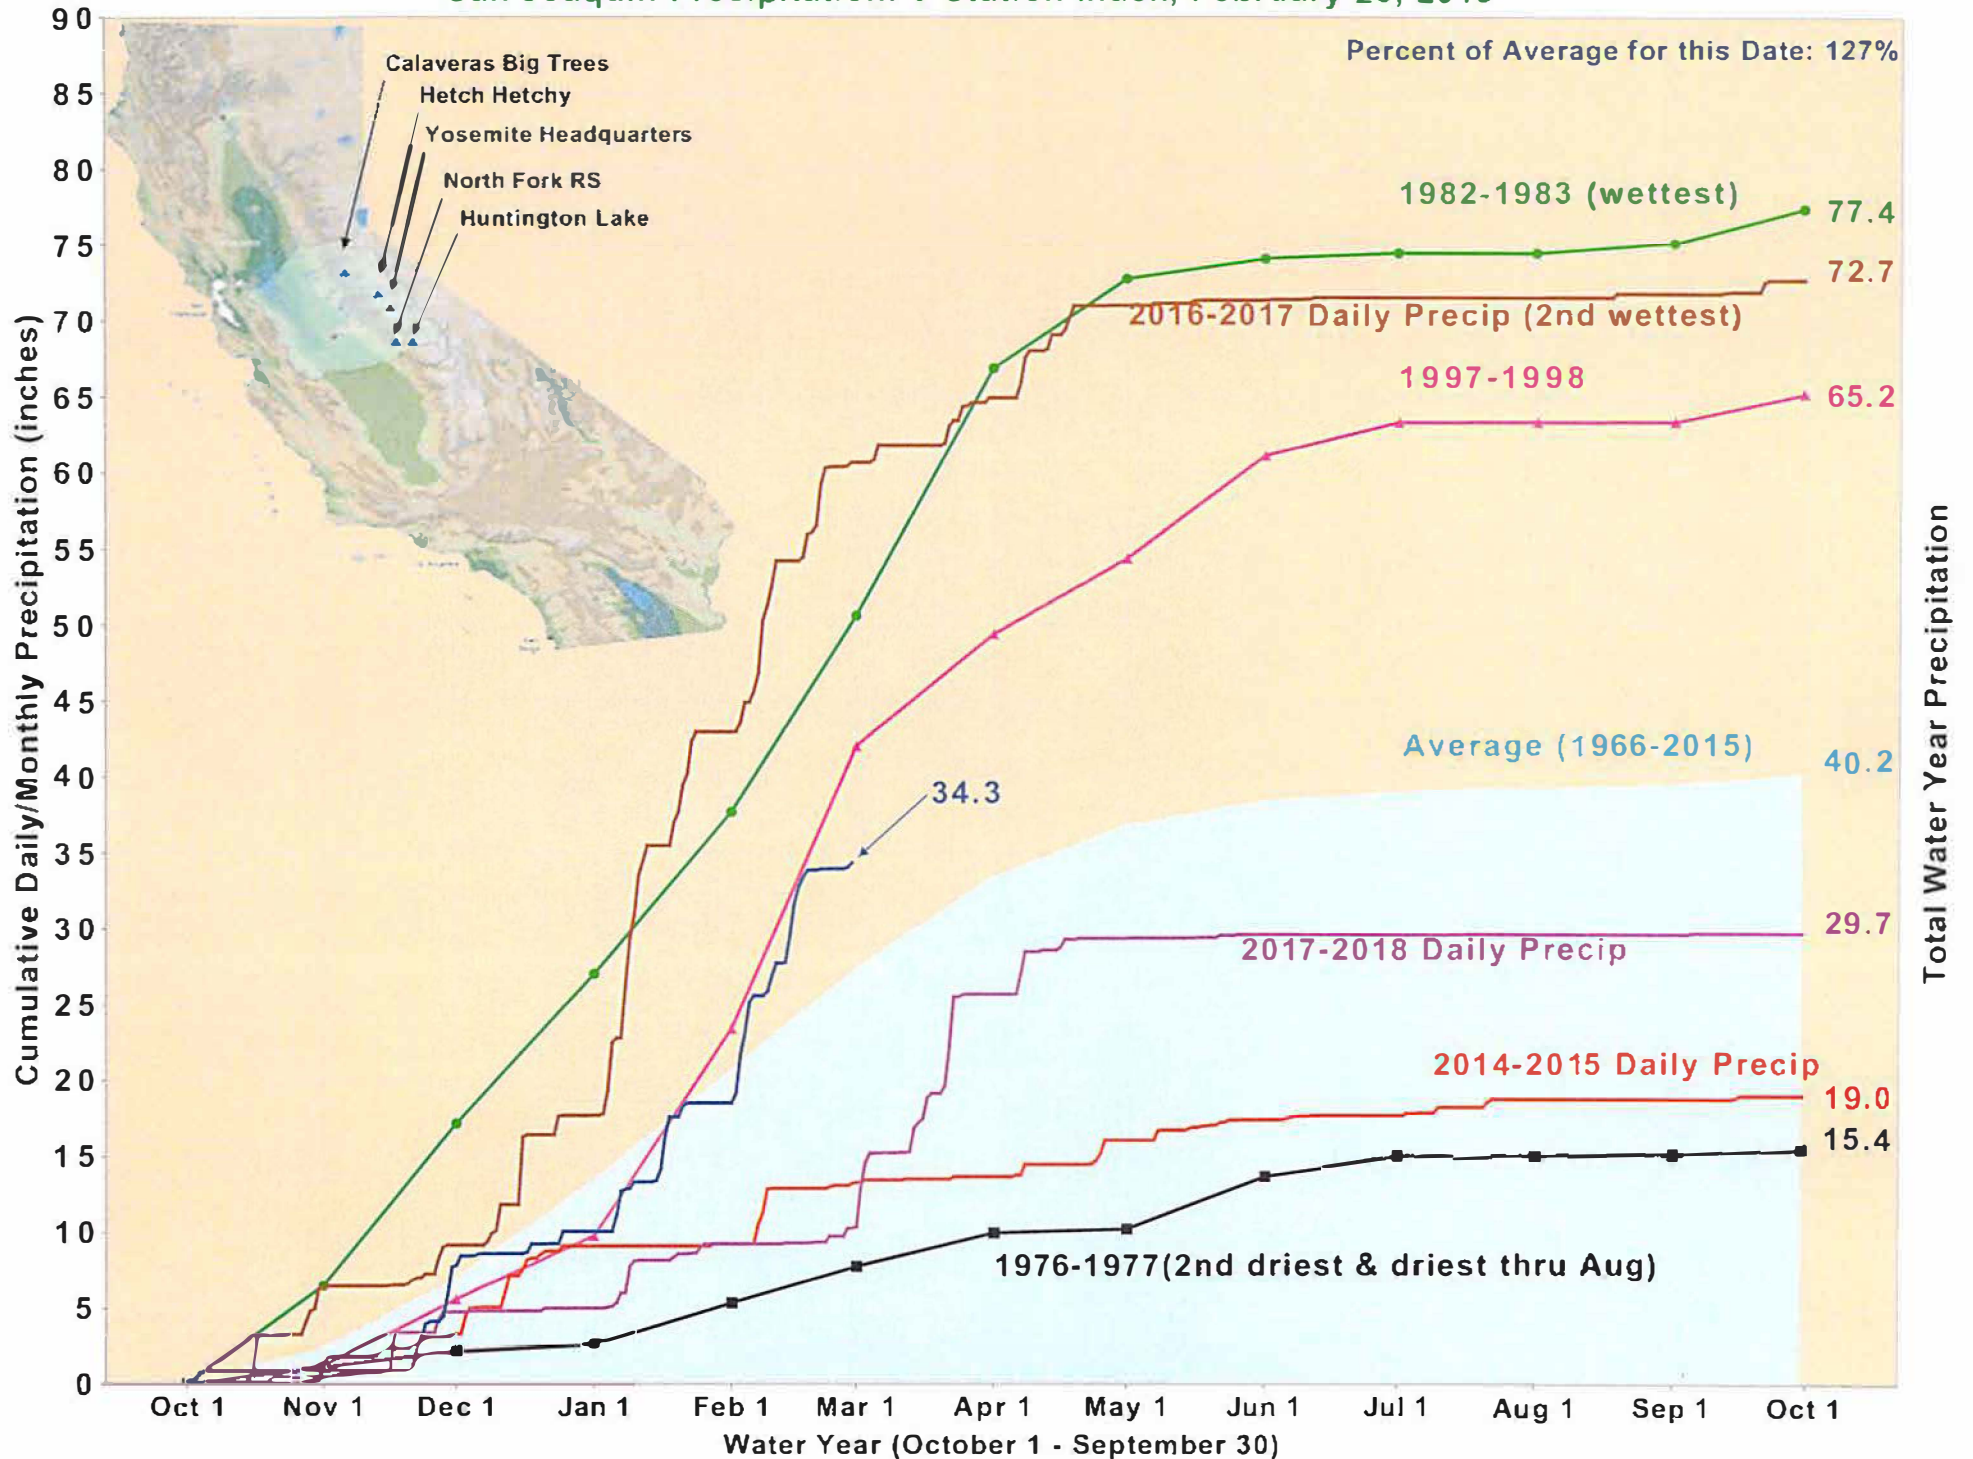 Percent of Average for this Date: 127%
Calaveras Big Trees
Hetch Hetchy
Yosemite Headquarters
North Fork RS
Huntington Lake
Cumulative Daily/Monthly Precipitation (inches)
90
85
80
75
70
65
60
55
50
45
40
35
30
25
20
15
10
5
0
1982-1983 (wettest)
77.4
72.7
2016-2017 Daily Precip (2nd wettest)
1997-1998
65.2
Average (1966-2015)
40.2
34.3
29.7
2017-2018 Daily Precip
2014-2015 Daily Precip
19.0
15.4
1976-1977(2nd driest & driest thru Aug)
Total Water Year Precipitation
Oct 1 Nov 1 Dec 1 Jan 1 Feb 1 Mar 1 Apr 1 May 1 Jun 1 Jul 1 Aug 1 Sep 1 Oct 1
Water Year (October 1 - September 30)